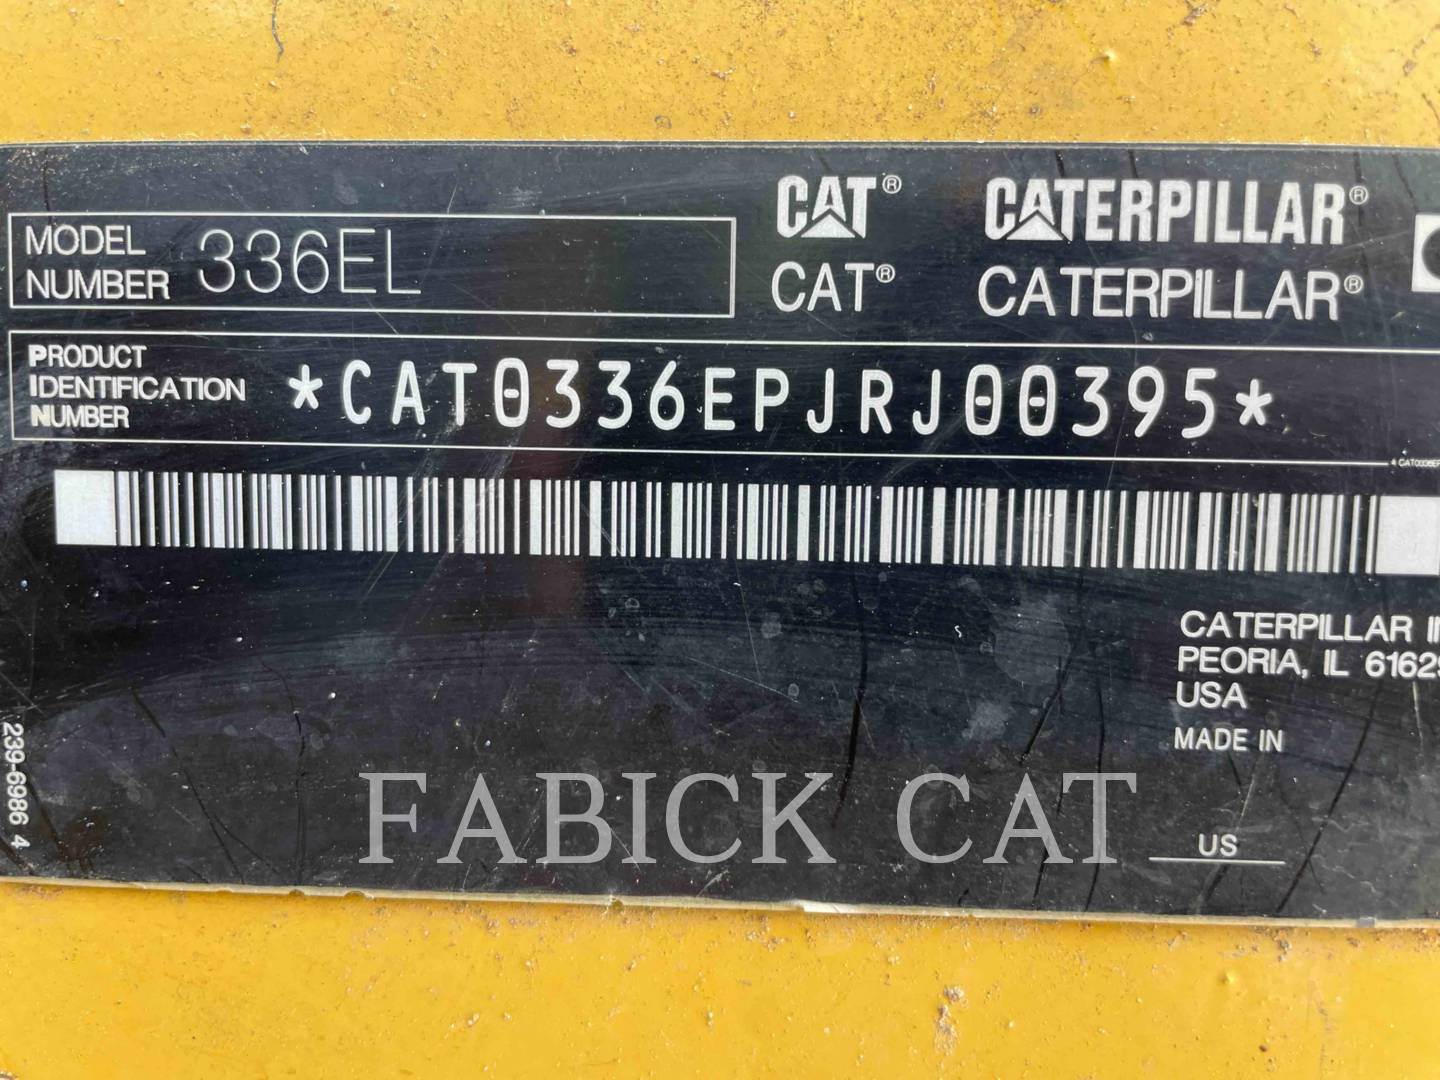 CAT® CATERPILLAR®
MODEL NUMBER 336EL
CAT® CATERPILLAR®
PRODUCT IDENTIFICATION NUMBER *CAT0336EPJRJ00395*
CATERPILLAR
PEORIA, IL 61629
USA
MADE IN
US
239-6986 4
FABICK CAT